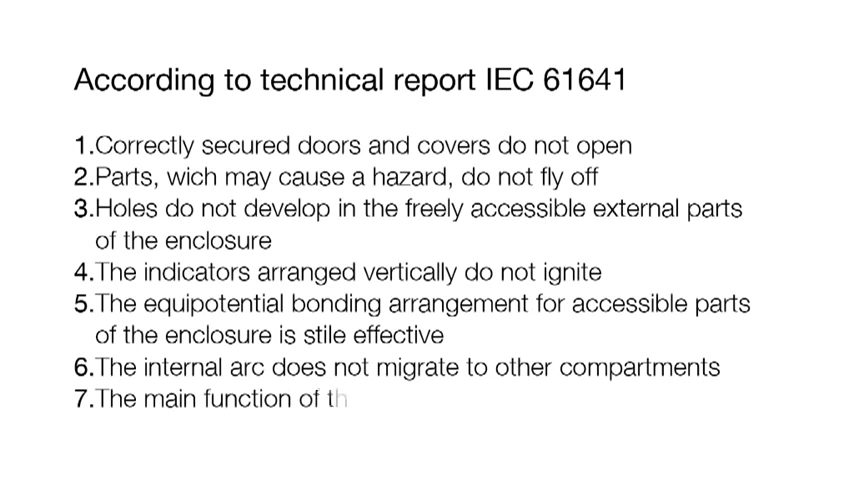 According to technical report IEC 61641
1.Correctly secured doors and covers do not open
2.Parts, wich may cause a hazard, do not fly off
3.Holes do not develop in the freely accessible external parts
of the enclosure
4.The indicators arranged vertically do not ignite
5.The equipotential bonding arrangement for accessible parts
of the enclosure is stile effective
6.The internal arc does not migrate to other compartments
7.The main function of th